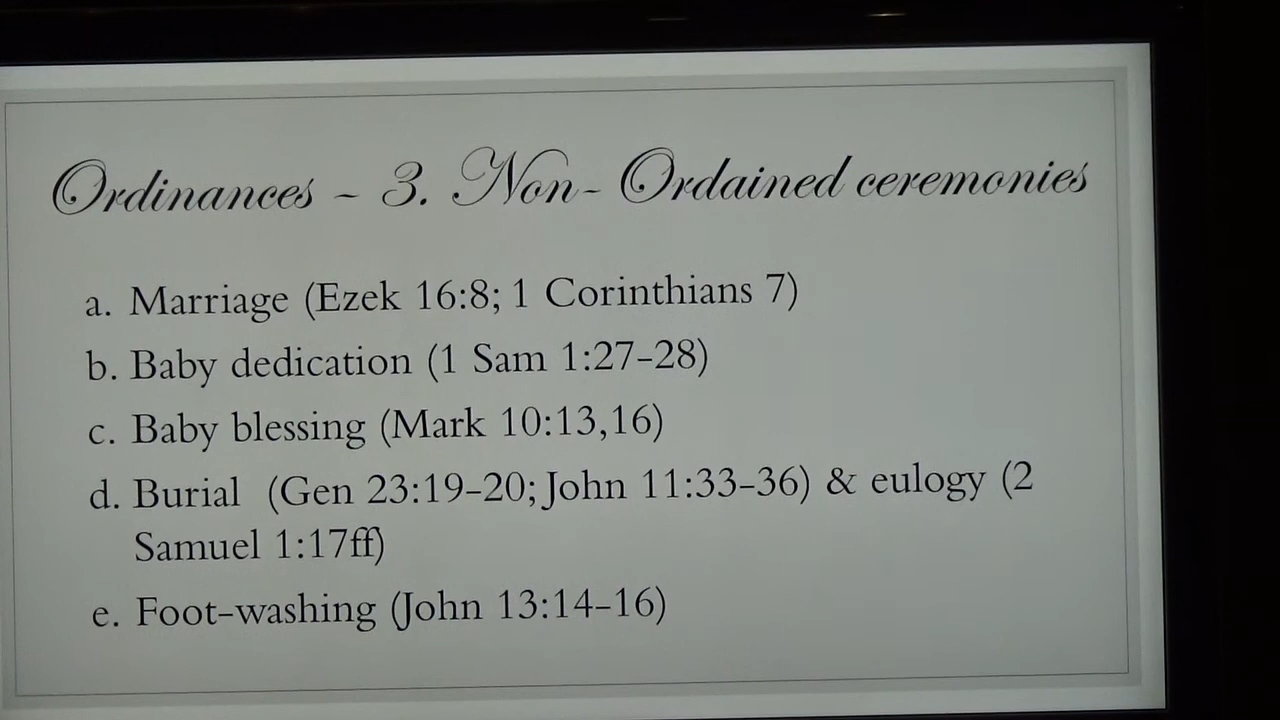 Ordinances - 3. Non- Ordained ceremonies
a. Marriage (Ezek 16:8; 1 Corinthians 7)
b. Baby dedication (1 Sam 1:27-28)
c. Baby blessing (Mark 10:13,16)
d. Burial (Gen 23:19-20; John 11:33-36) & eulogy (2
Samuel 1:17ff)
e. Foot-washing (John 13:14-16)